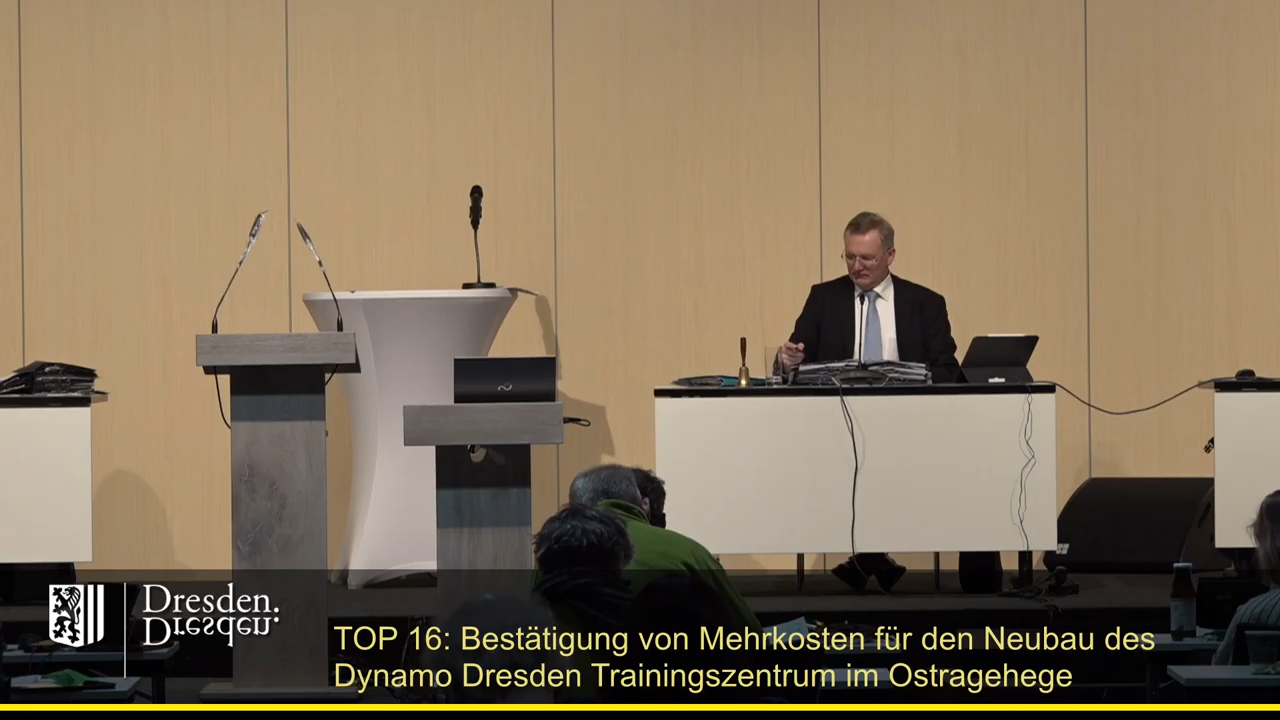 Dresden.
Dresden.
TOP 16: Bestätigung von Mehrkosten für den Neubau des
Dynamo Dresden Trainingszentrum im Ostragehege